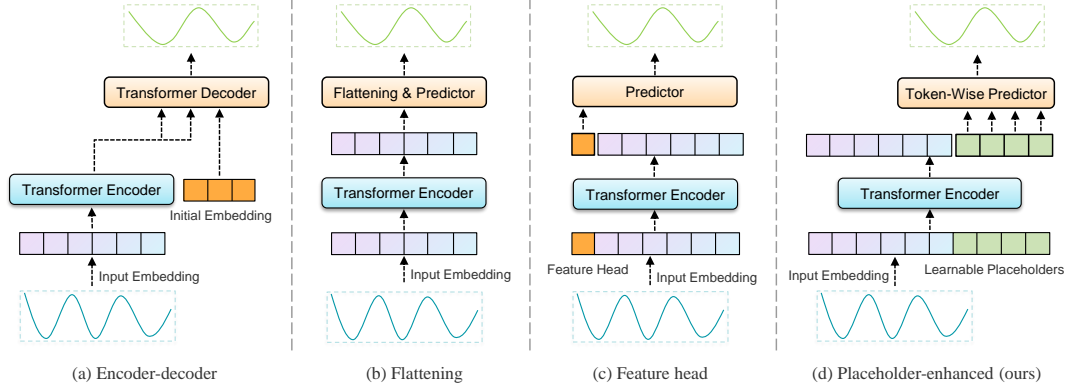 Transformer Decoder
Transformer Encoder
Initial Embedding
Input Embedding
(a) Encoder-decoder
Flattening & Predictor
Transformer Encoder
Input Embedding
(b) Flattening
Predictor
Transformer Encoder
Feature Head
Input Embedding
(c) Feature head
Token-Wise Predictor
Transformer Encoder
Input Embedding
Learnable Placeholders
(d) Placeholder-enhanced (ours)